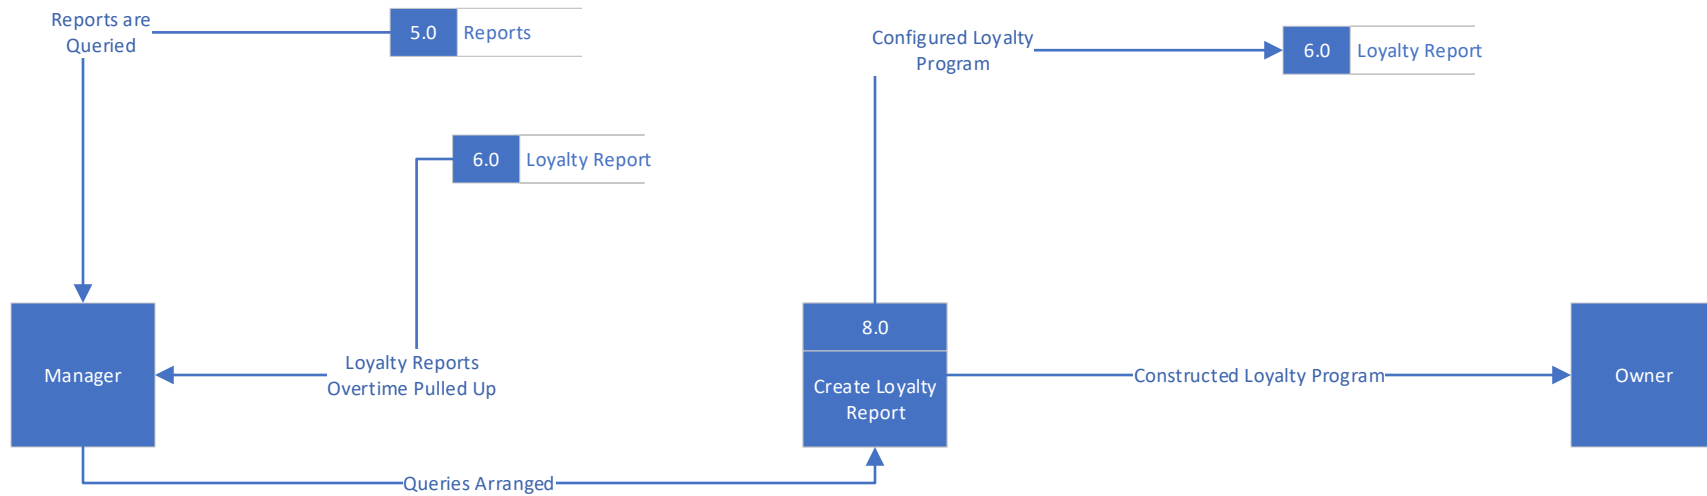 Reports are
Queried
5.0
Reports
Configured Loyalty
Program
6.0
Loyalty Report
6.0
Loyalty Report
8.0
Manager
Loyalty Reports
Overtime Pulled Up
Create Loyalty
Report
Constructed Loyalty Program
Owner
Queries Arranged